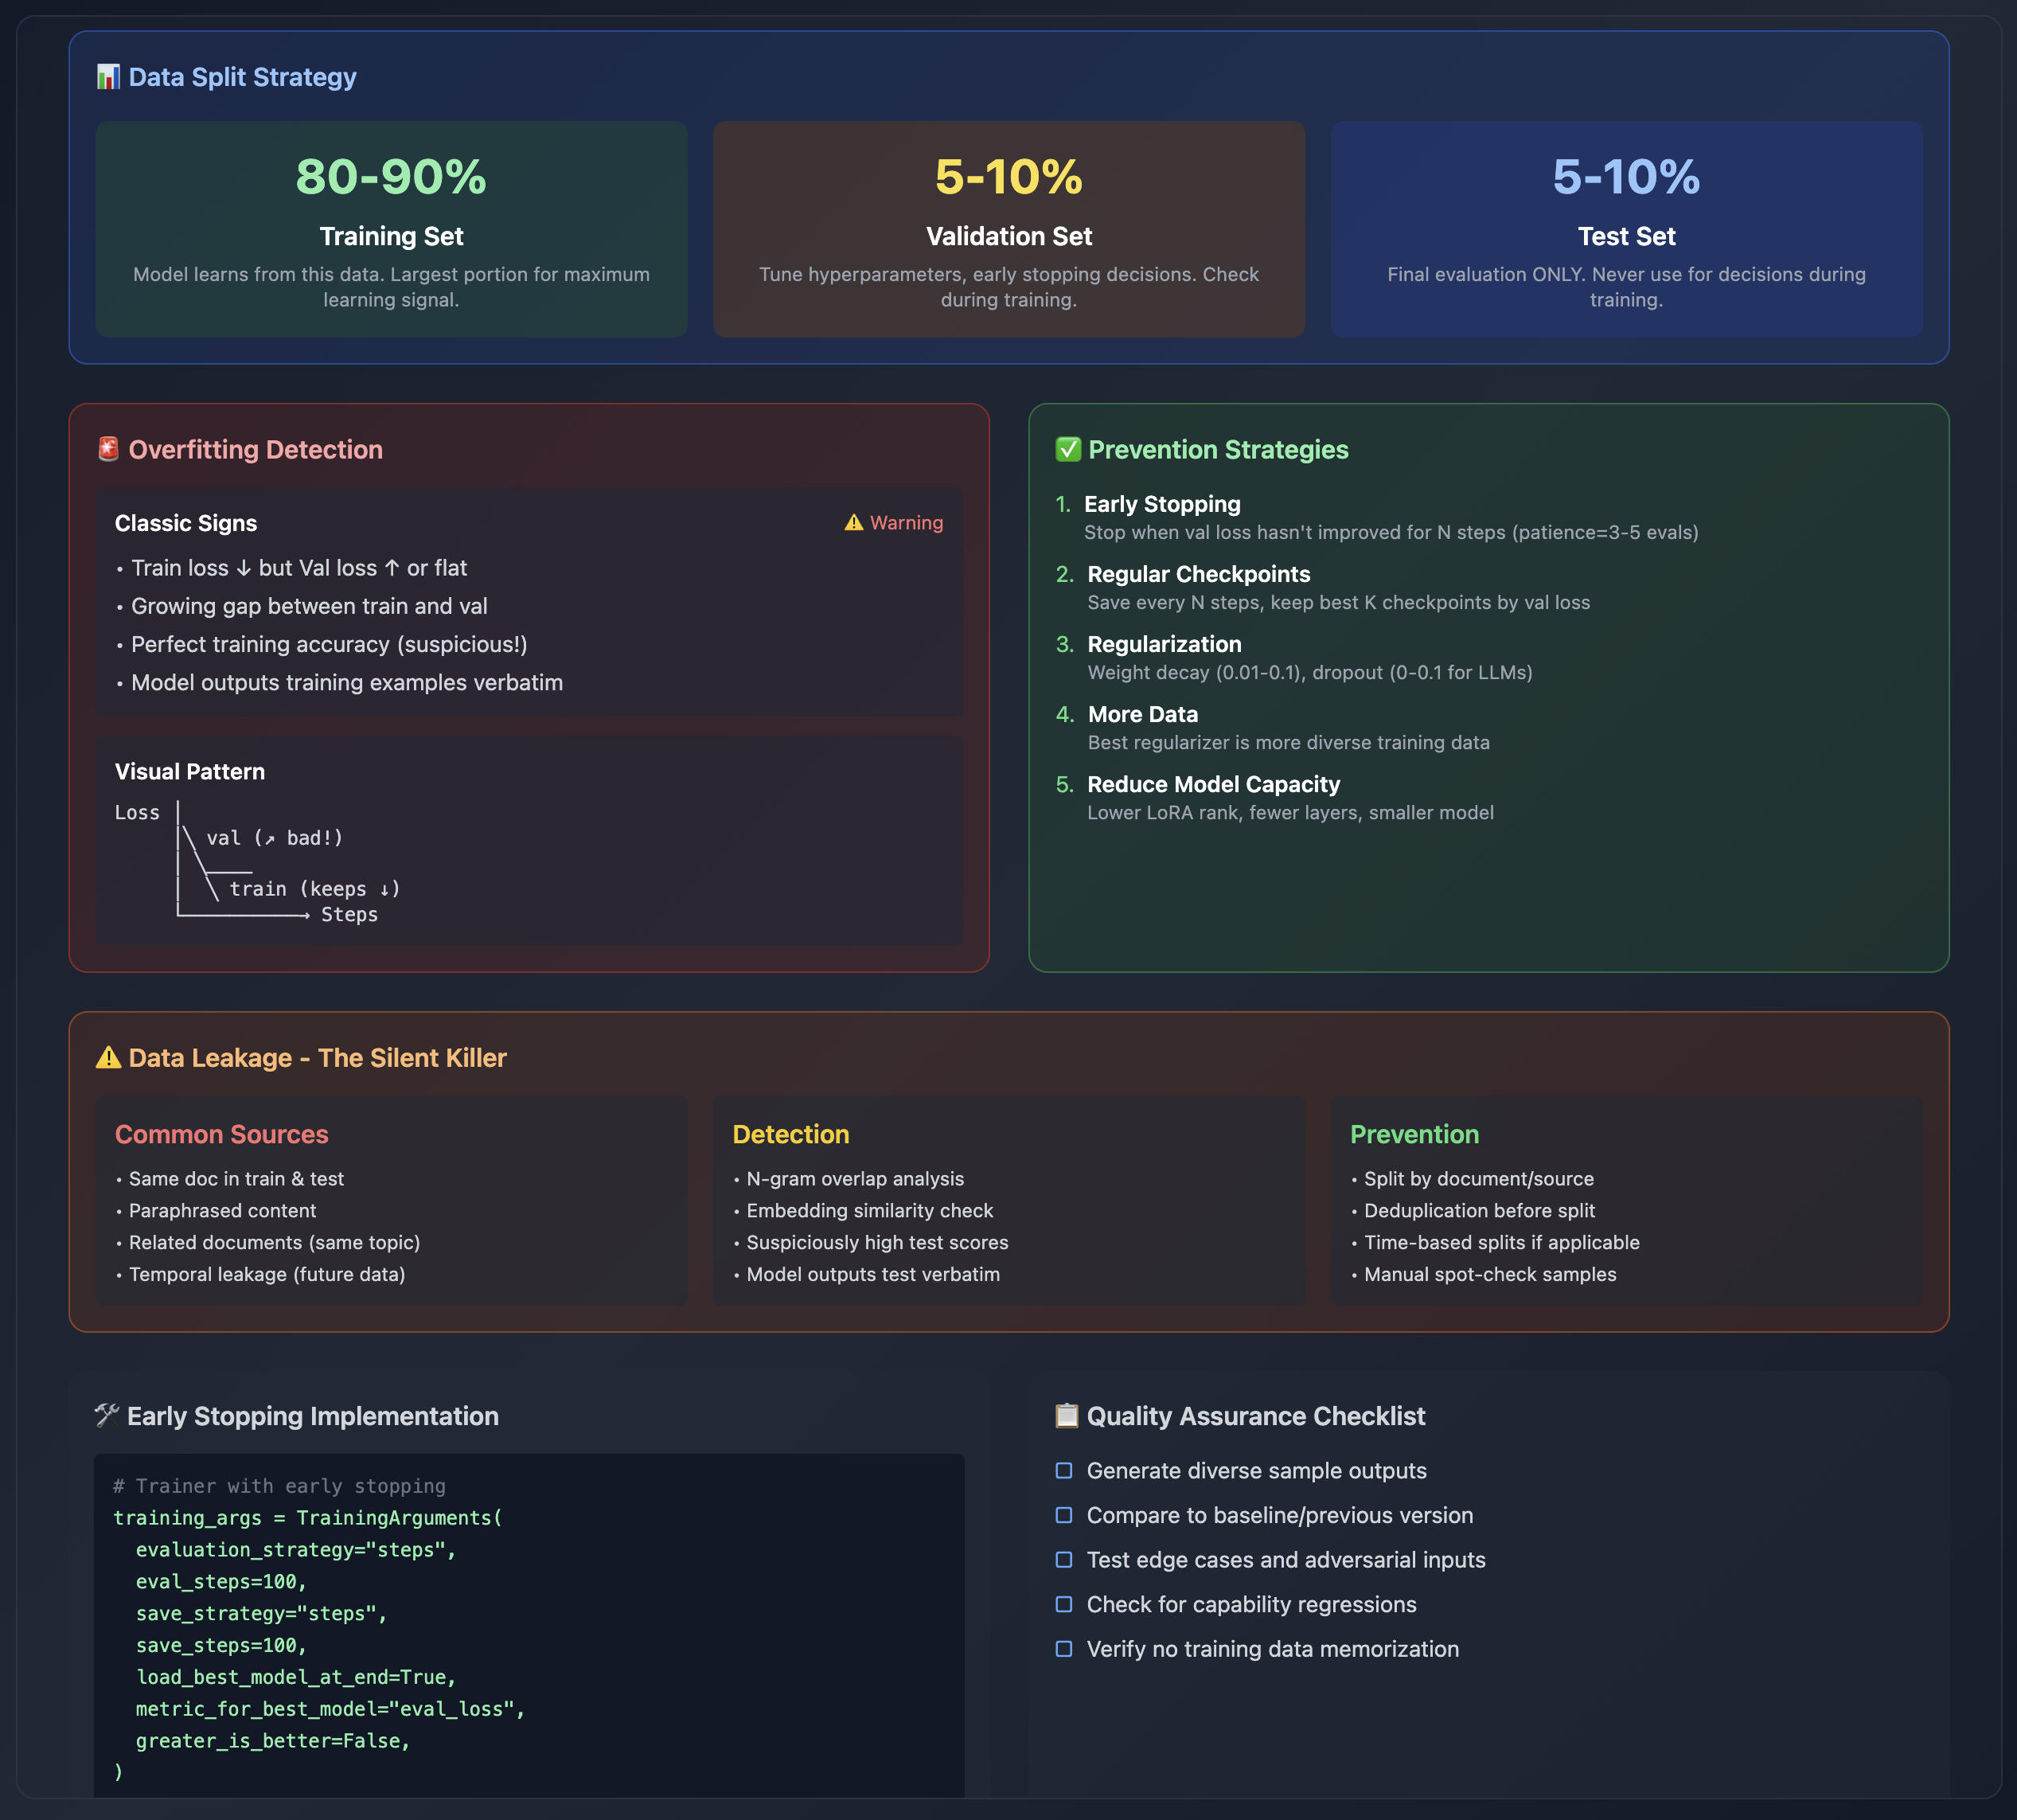 📊 Data Split Strategy
80-90%
Training Set
Model learns from this data. Largest portion for maximum
learning signal.
5-10%
Validation Set
Tune hyperparameters, early stopping decisions. Check
during training.
5-10%
Test Set
Final evaluation ONLY. Never use for decisions during
training.
🚨 Overfitting Detection
Classic Signs
⚠️ Warning
• Train loss ↓ but Val loss ↑ or flat
• Growing gap between train and val
• Perfect training accuracy (suspicious!)
• Model outputs training examples verbatim
Visual Pattern
Loss │
│╲ val (↗ bad!)
│ ╲____
│  ╲ train (keeps ↓)
└──────────→ Steps
✅ Prevention Strategies
1. Early Stopping
Stop when val loss hasn't improved for N steps (patience=3-5 evals)
2. Regular Checkpoints
Save every N steps, keep best K checkpoints by val loss
3. Regularization
Weight decay (0.01-0.1), dropout (0-0.1 for LLMs)
4. More Data
Best regularizer is more diverse training data
5. Reduce Model Capacity
Lower LoRA rank, fewer layers, smaller model
⚠️ Data Leakage - The Silent Killer
Common Sources
• Same doc in train & test
• Paraphrased content
• Related documents (same topic)
• Temporal leakage (future data)
Detection
• N-gram overlap analysis
• Embedding similarity check
• Suspiciously high test scores
• Model outputs test verbatim
Prevention
• Split by document/source
• Deduplication before split
• Time-based splits if applicable
• Manual spot-check samples
🛠️ Early Stopping Implementation
# Trainer with early stopping
training_args = TrainingArguments(
  evaluation_strategy="steps",
  eval_steps=100,
  save_strategy="steps",
  save_steps=100,
  load_best_model_at_end=True,
  metric_for_best_model="eval_loss",
  greater_is_better=False,
)
📋 Quality Assurance Checklist
☐ Generate diverse sample outputs
☐ Compare to baseline/previous version
☐ Test edge cases and adversarial inputs
☐ Check for capability regressions
☐ Verify no training data memorization